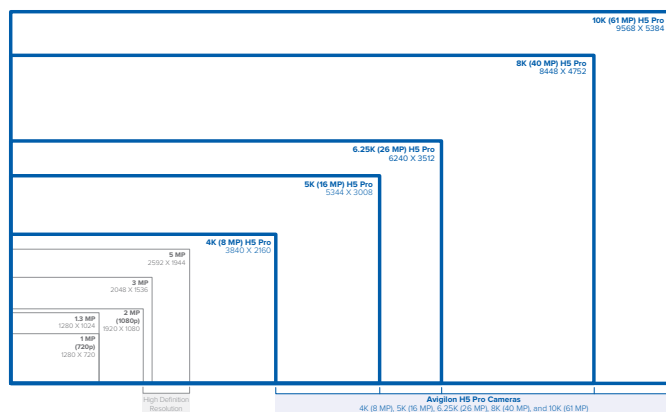 10K (61 MP) H5 Pro
9568 X 5384
8K (40 MP) H5 Pro
8448 X 4752
6.25K (26 MP) H5 Pro
6240 X 3512
5K (16 MP) H5 Pro
5344 X 3008
4K (8 MP) H5 Pro
3840 X 2160
5 MP
2592 X 1944
3 MP
2048 X 1536
2 MP
(1080p)
1920 X 1080
1.3 MP
1280 X 1024
1 MP
(720p)
1280 X 720
High Definition
Resolution
Avigilon H5 Pro Cameras
4K (8 MP), 5K (16 MP), 6.25K (26 MP), 8K (40 MP), and 10K (61 MP)